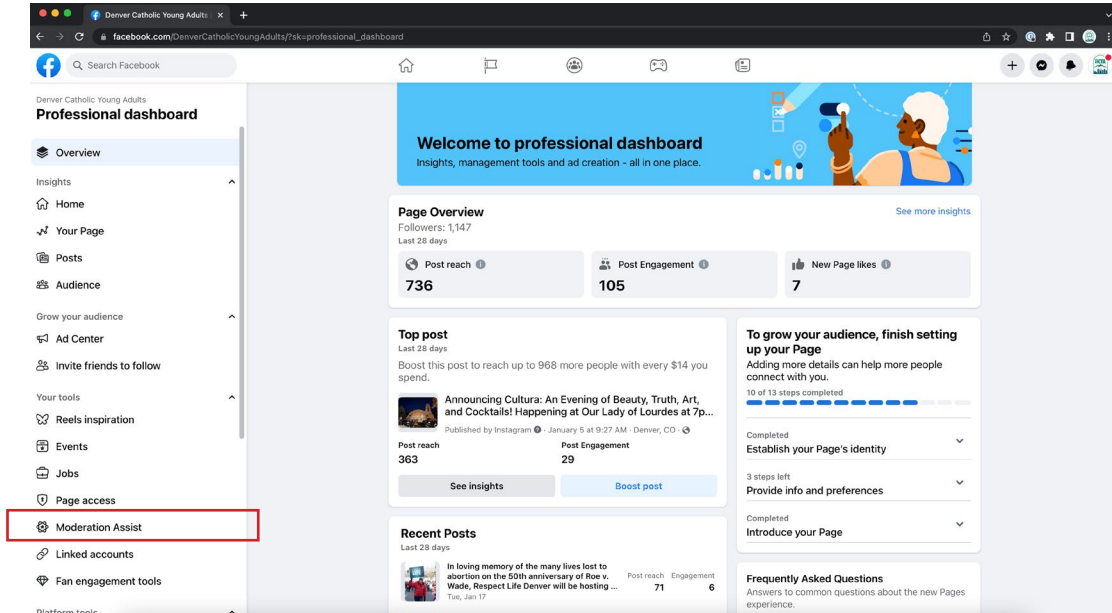 Denver Catholic Young Adults
facebook.com/DenverCatholicYoungAdults/?sk=professional_dashboard
Search Facebook
Denver Catholic Young Adults
Professional dashboard
Overview
Insights
Home
Your Page
Posts
Audience
Grow your audience
Ad Center
Invite friends to follow
Your tools
Reels inspiration
Events
Jobs
Page access
Moderation Assist
Linked accounts
Fan engagement tools
Platform tools
Welcome to professional dashboard
Insights, management tools and ad creation - all in one place.
Page Overview
See more insights
Followers: 1,147
Last 28 days
Post reach
736
Post Engagement
105
New Page likes
7
Top post
Last 28 days
Boost this post to reach up to 968 more people with every $14 you
spend.
Announcing Cultura: An Evening of Beauty, Truth, Art,
and Cocktails! Happening at Our Lady of Lourdes at 7p...
Published by Instagram · January 5 at 9:27 AM · Denver, CO ·
Post reach
363
Post Engagement
29
See insights
Boost post
Recent Posts
Last 28 days
In loving memory of the many lives lost to
abortion on the 50th anniversary of Roe v.
Wade, Respect Life Denver will be hosting ...
Tue, Jan 17
Post reach
71
Engagement
6
To grow your audience, finish setting
up your Page
Adding more details can help more people
connect with you.
10 of 13 steps completed
Completed
Establish your Page's identity
3 steps left
Provide info and preferences
Completed
Introduce your Page
Frequently Asked Questions
Answers to common questions about the new Pages
experience.